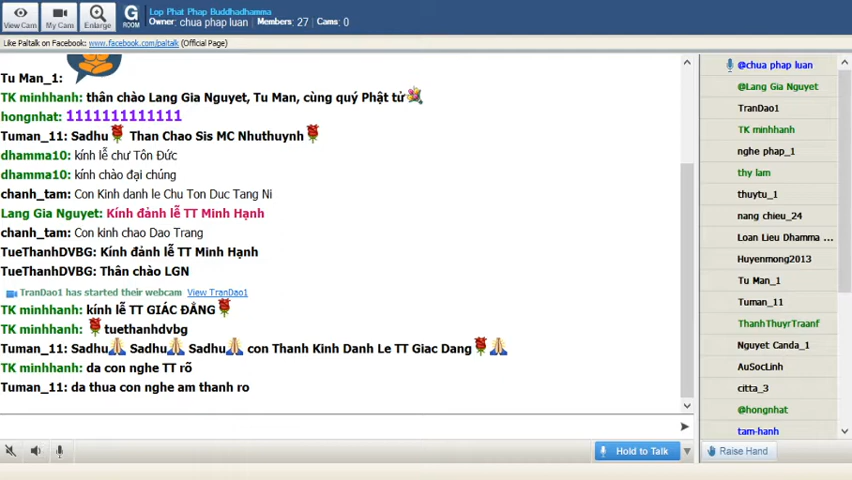 Lop Phat Phap Buddhadhamma
Owner: chua phap luan Members: 27 Cams: 0
View Cam
My Cam
Enlarge
G
ROOM
Like Paltalk on Facebook: www.facebook.com/paltalk (Official Page)
Tu Man_1:
TK minhhanh: thân chào Lang Gia Nguyet, Tu Man, cùng quý Phật tử
hongnhat: 1111111111111
Tuman_11: Sadhu Than Chao Sis MC Nhuthuynh
dhamma10: kính lễ chư Tôn Đức
dhamma10: kính chào đại chúng
chanh_tam: Con Kinh danh le Chu Ton Duc Tang Ni
Lang Gia Nguyet: Kính đảnh lễ TT Minh Hạnh
chanh_tam: Con kinh chao Dao Trang
TueThanhDVBG: Kính đảnh lễ TT Minh Hạnh
TueThanhDVBG: Thân chào LGN
TranDao1 has started their webcam View TranDao1
TK minhhanh: kính lễ TT GIÁC ĐẲNG
TK minhhanh: tuethanhdvbg
Tuman_11: Sadhu Sadhu Sadhu con Thanh Kinh Danh Le TT Giac Dang
TK minhhanh: da con nghe TT rõ
Tuman_11: da thua con nghe am thanh ro
Hold to Talk
@chua phap luan
@Lang Gia Nguyet
TranDao1
TK minhhanh
nghe phap_1
thy lam
thuytu_1
nang chieu_24
Loan Lieu Dhamma ...
Huyenmong2013
Tu Man_1
Tuman_11
ThanhThuyrTraanf
Nguyet Canda_1
AuSocLinh
citta_3
@hongnhat
tam-hanh
Raise Hand